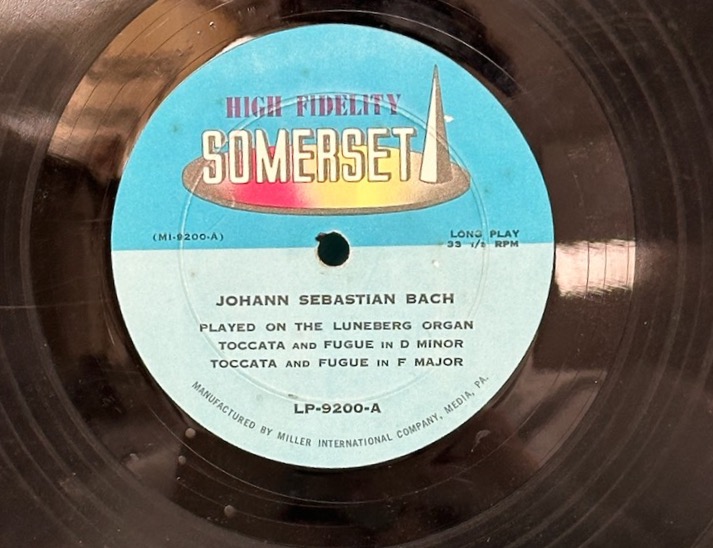 HIGH FIDELITY
SOMERSET
(MI-9200-A)
LONG PLAY
33 1/3 RPM
JOHANN SEBASTIAN BACH
PLAYED ON THE LUNEBERG ORGAN
TOCCATA AND FUGUE IN D MINOR
TOCCATA AND FUGUE IN F MAJOR
LP-9200-A
MANUFACTURED BY MILLER INTERNATIONAL COMPANY, MEDIA, PA.